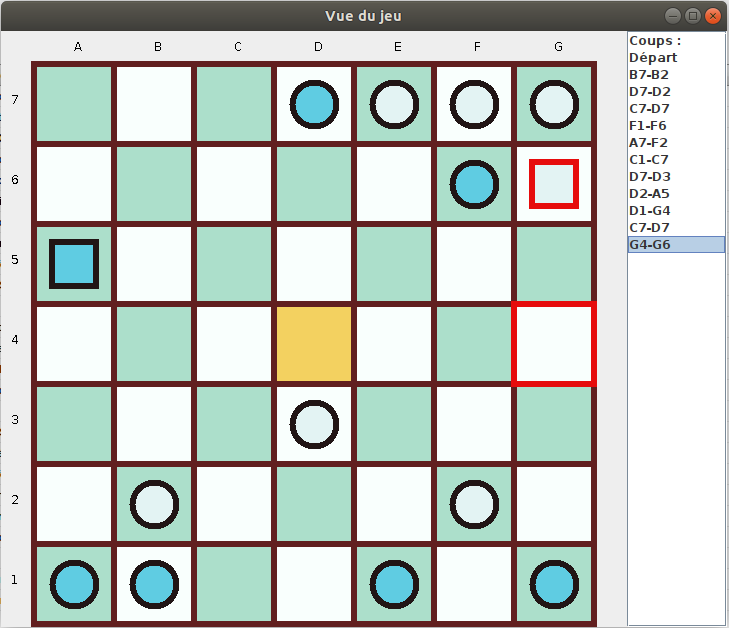 Vue du jeu
A B C D E F G
7
6
5
4
3
2
1
Coups :
Départ
B7-B2
D7-D2
C7-D7
F1-F6
A7-F2
C1-C7
D7-D3
D2-A5
D1-G4
C7-D7
G4-G6